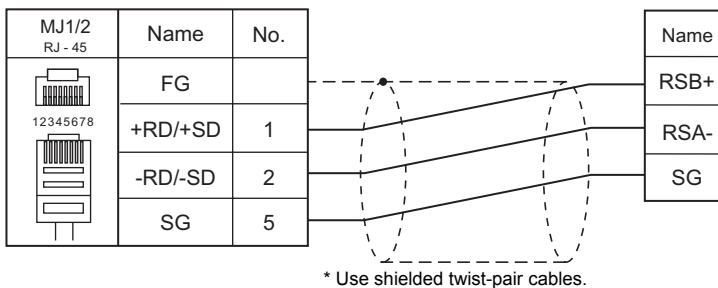 MJ1/2 Name No.
RJ - 45
FG
12345678
+RD/+SD 1
-RD/-SD 2
SG 5
Name
RSB+
RSA-
SG
* Use shielded twist-pair cables.